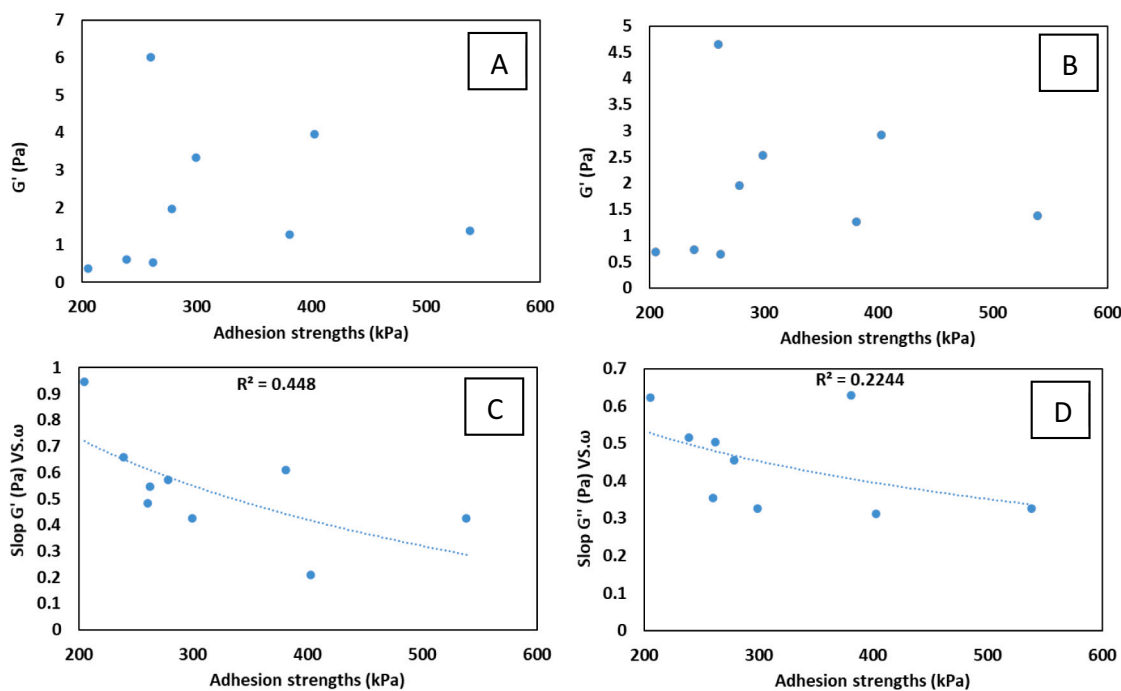 7
6
5
4
3
2
1
0
G' (Pa)
A
200 300 400 500 600
Adhesion strengths (kPa)
5
4.5
4
3.5
3
2.5
2
1.5
1
0.5
0
G' (Pa)
B
200 300 400 500 600
Adhesion strengths (kPa)
1
0.9
0.8
0.7
0.6
0.5
0.4
0.3
0.2
0.1
0
Slop G' (Pa) VS.ω
R² = 0.448
C
200 300 400 500 600
Adhesion strengths (kPa)
0.7
0.6
0.5
0.4
0.3
0.2
0.1
0
Slop G'' (Pa) VS.ω
R² = 0.2244
D
200 300 400 500 600
Adhesion strengths (kPa)